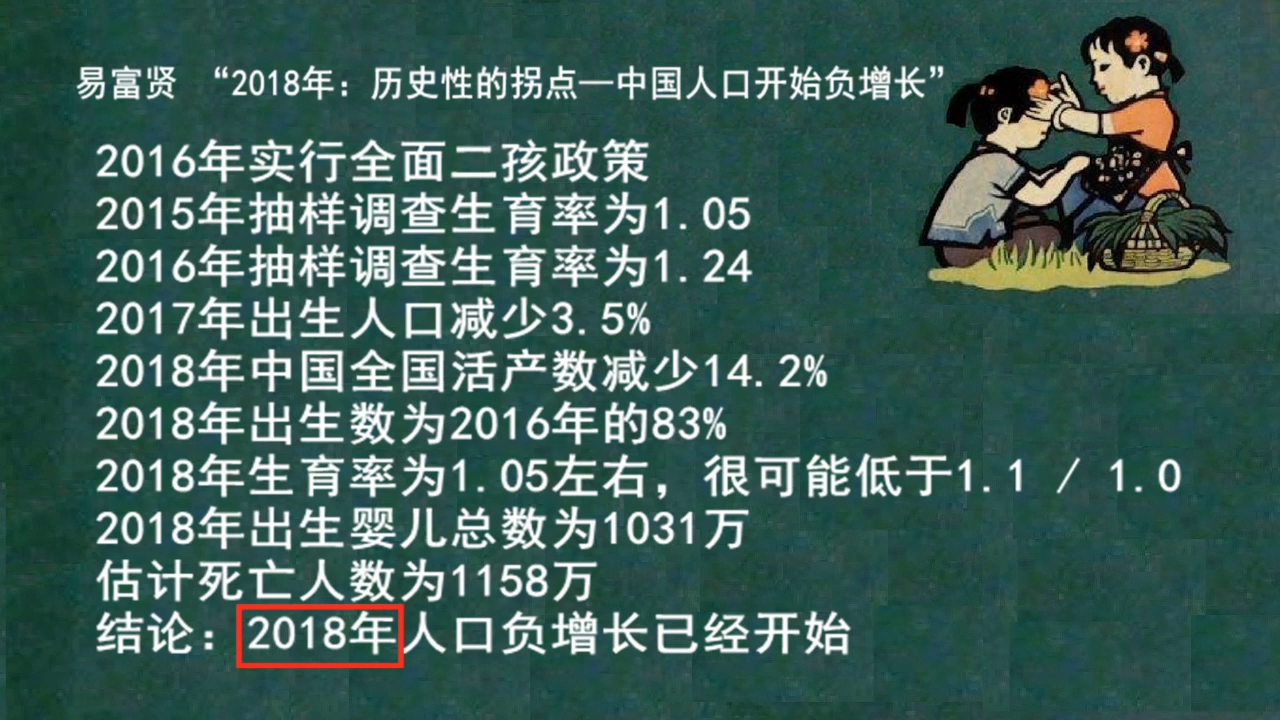 易富贤 “2018年：历史性的拐点—中国人口开始负增长”
2016年实行全面二孩政策
2015年抽样调查生育率为1.05
2016年抽样调查生育率为1.24
2017年出生人口减少3.5%
2018年中国全国活产数减少14.2%
2018年出生数为2016年的83%
2018年生育率为1.05左右，很可能低于1.1 / 1.0
2018年出生婴儿总数为1031万
估计死亡人数为1158万
结论：2018年人口负增长已经开始